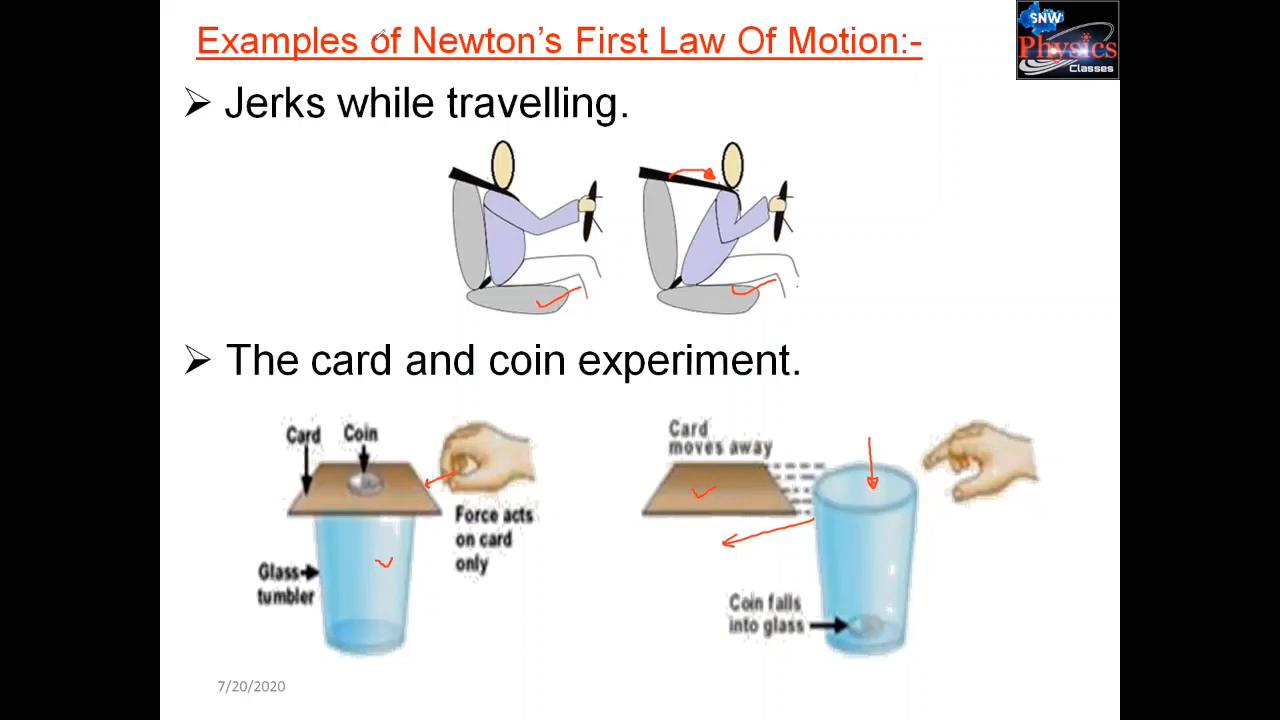 Examples of Newton's First Law Of Motion:-
SNW
Physics
Classes
➢ Jerks while travelling.
➢ The card and coin experiment.
Card
Coin
Force acts
on card
only
Glass
tumbler
Card
moves away
Coin falls
into glass
7/20/2020